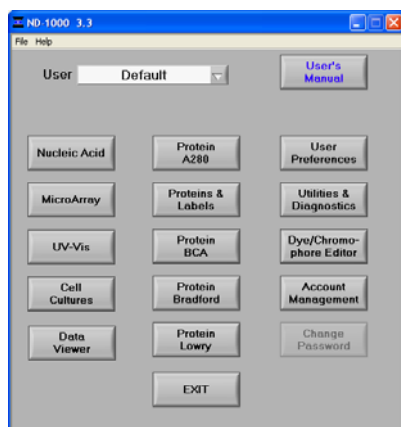 ND-1000 3.3
File Help
User Default
User's
Manual
Nucleic Acid
Protein
A280
User
Preferences
MicroArray
Proteins &
Labels
Utilities &
Diagnostics
UV-Vis
Protein
BCA
Dye/Chromo-
phore Editor
Cell
Cultures
Protein
Bradford
Account
Management
Data
Viewer
Protein
Lowry
Change
Password
EXIT